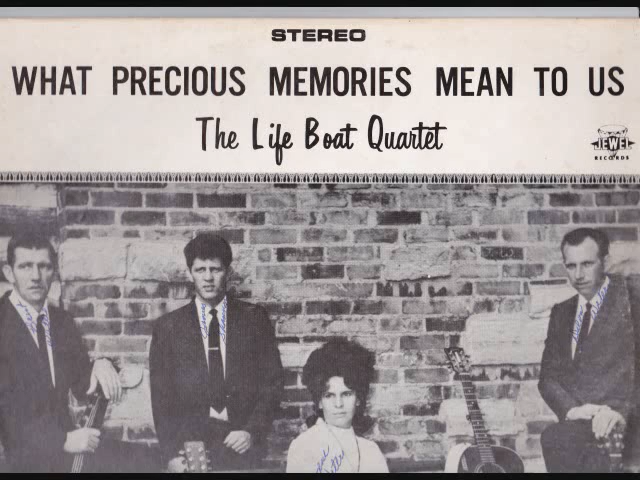 STEREO
WHAT PRECIOUS MEMORIES MEAN TO US
The Life Boat Quartet
JEWEL
RECORDS